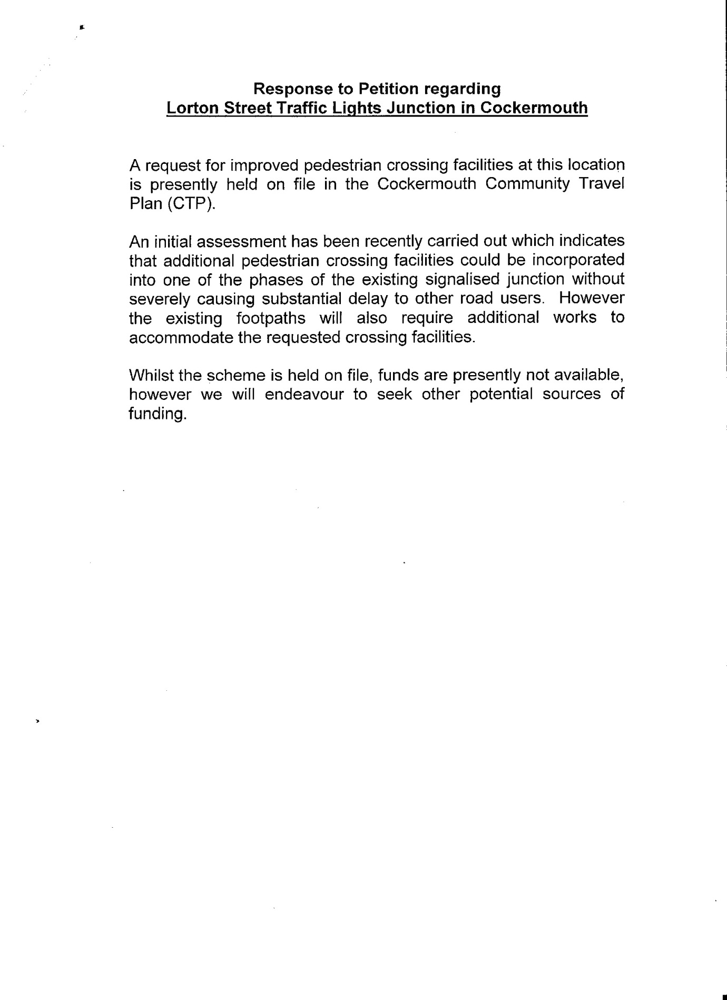 Response to Petition regarding
Lorton Street Traffic Lights Junction in Cockermouth
A request for improved pedestrian crossing facilities at this location
is presently held on file in the Cockermouth Community Travel
Plan (CTP).
An initial assessment has been recently carried out which indicates
that additional pedestrian crossing facilities could be incorporated
into one of the phases of the existing signalised junction without
severely causing substantial delay to other road users. However
the existing footpaths will also require additional works to
accommodate the requested crossing facilities.
Whilst the scheme is held on file, funds are presently not available,
however we will endeavour to seek other potential sources of
funding.